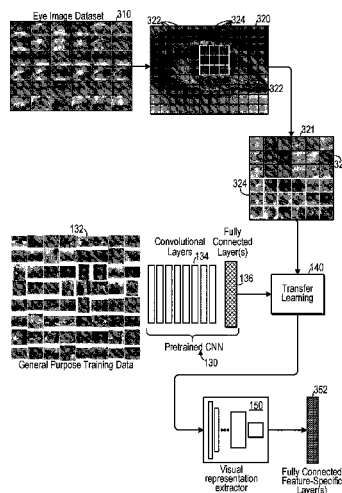 Eye Image Dataset
310
322
324
320
322
321
324
132
Convolutional
Layers
134
Fully
Connected
Layer(s)
136
140
Transfer
Learning
Pretrained CNN
130
General Purpose Training Data
150
352
Visual
representation
extractor
Fully Connected
Feature-Specific
Layer(s)